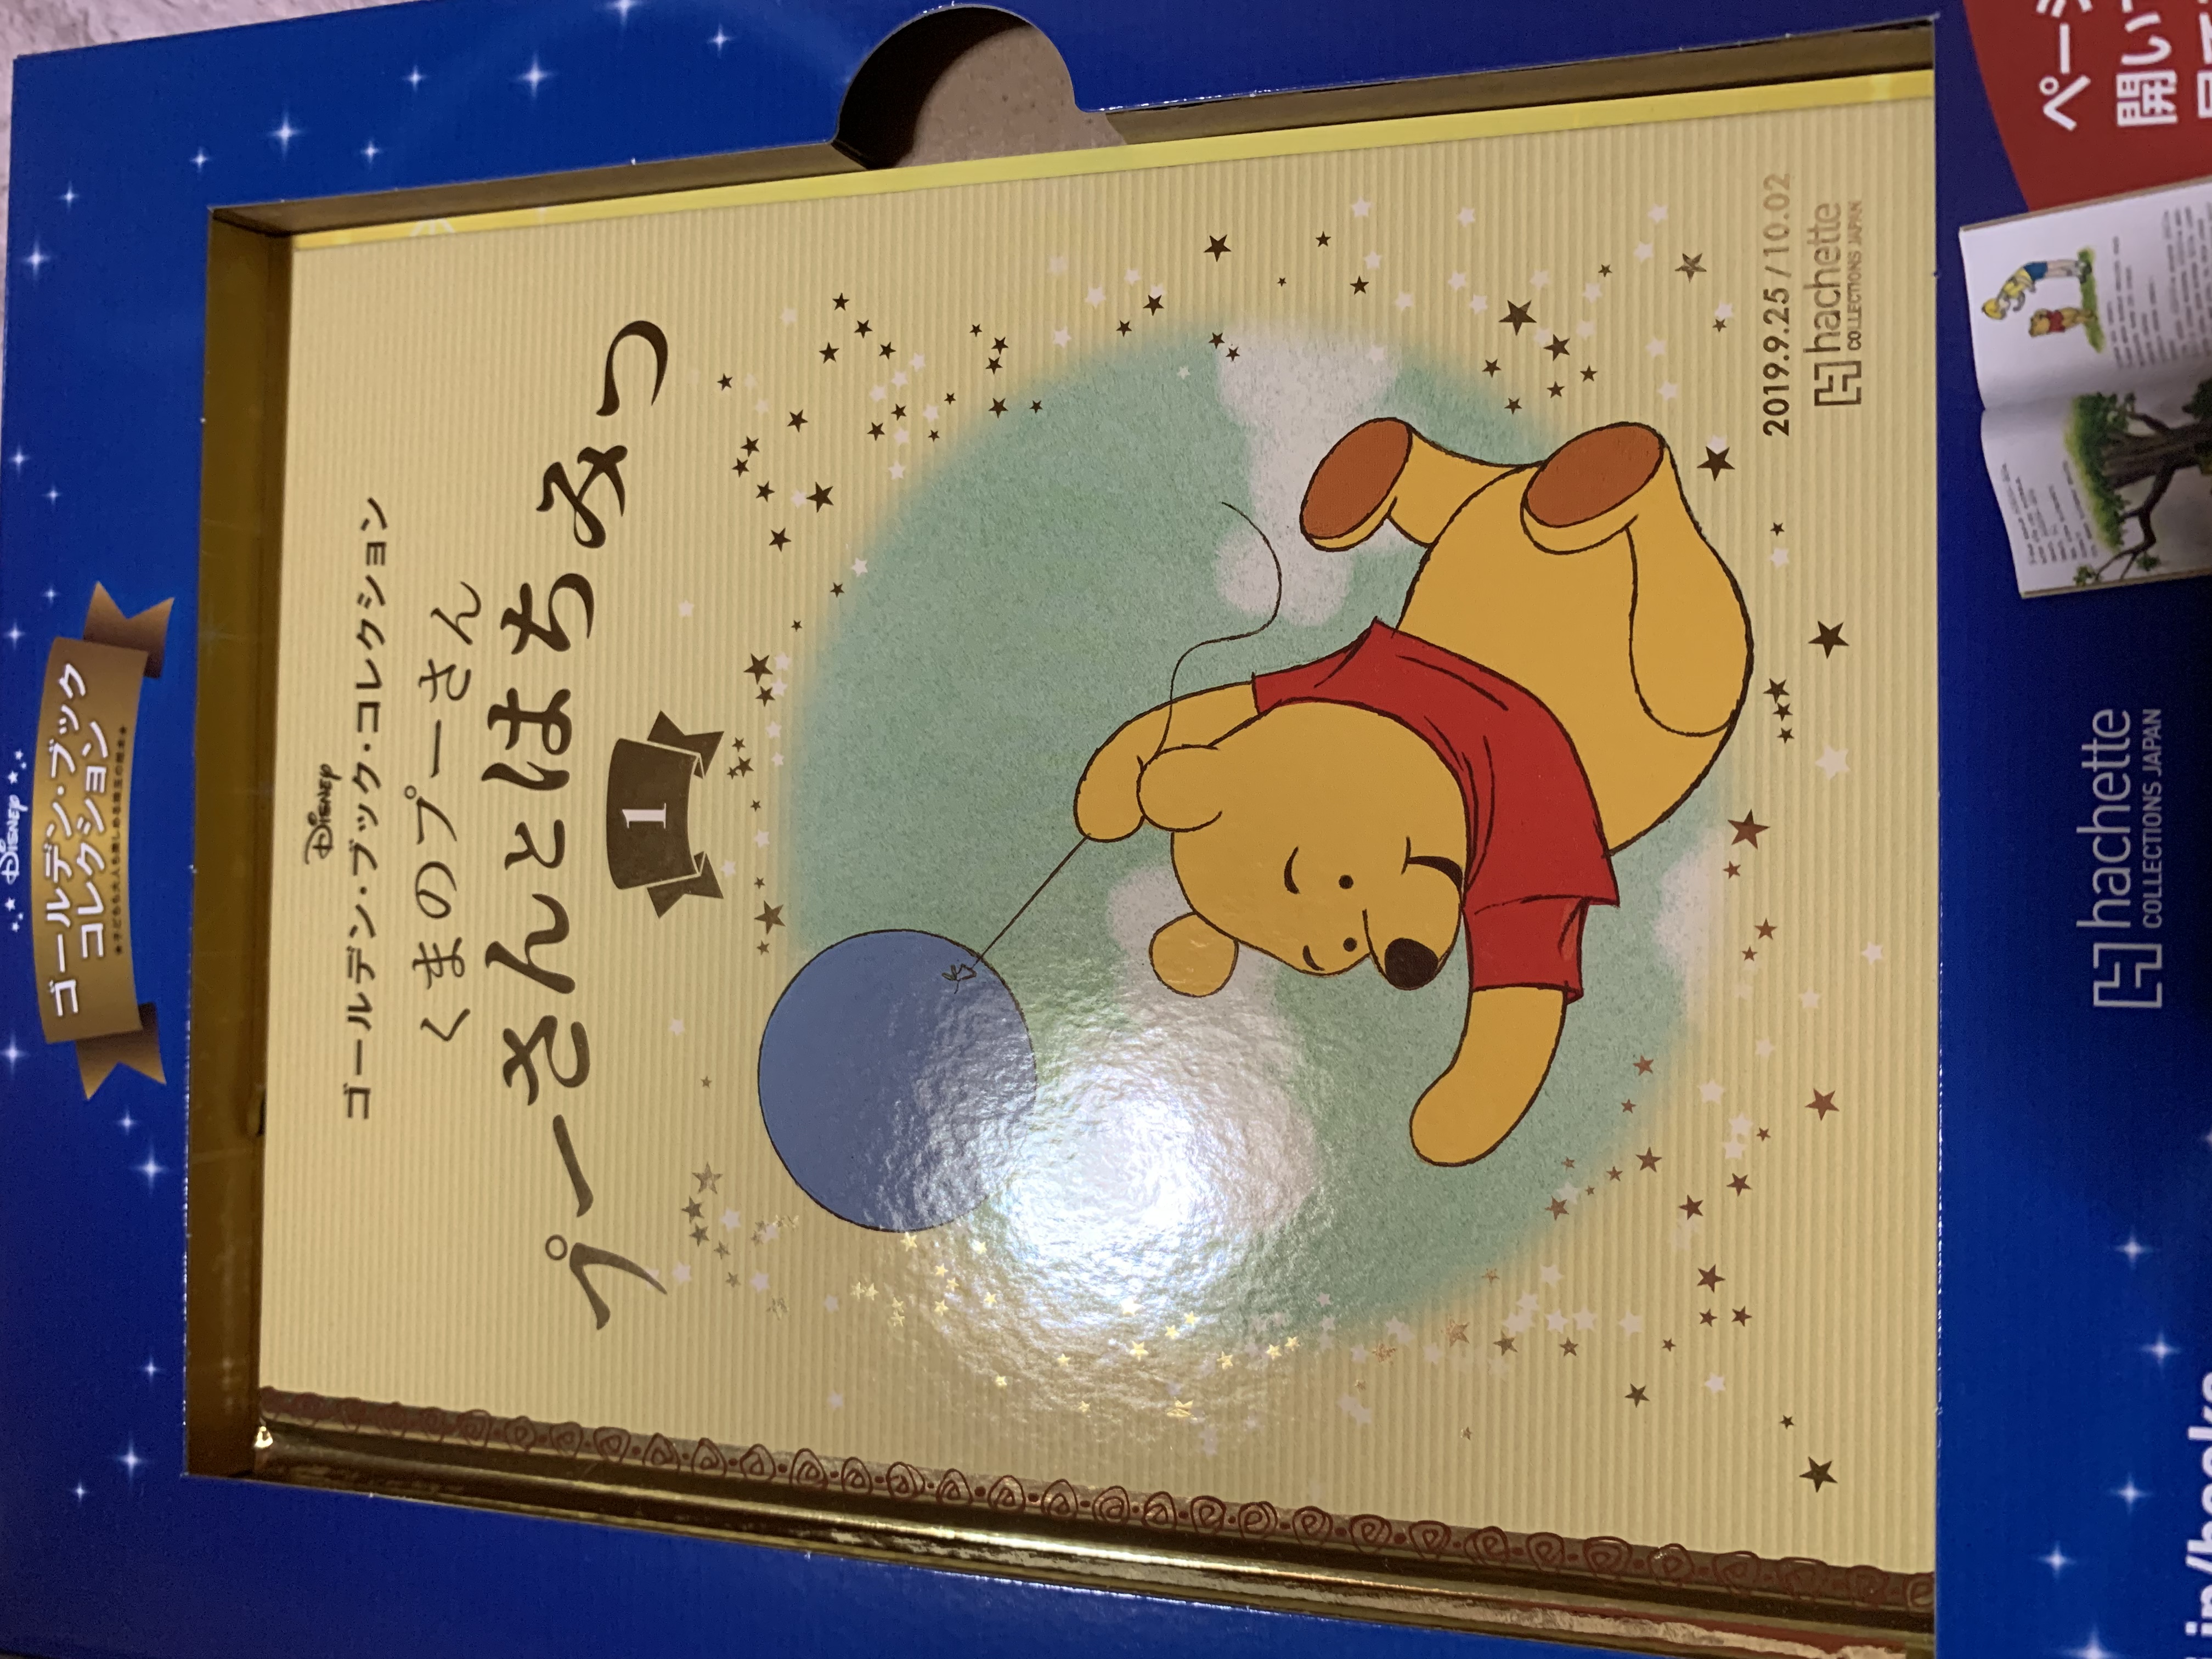 Disney
ゴールデン・ブック
コレクション
Disney
ゴールデン・ブック・コレクション
くまのプーさん
プーさんとはちみつ
1
2019.9.25/10.02
hachette
COLLECTIONS JAPAN
hachette
COLLECTIONS JAPAN
ペー
開い